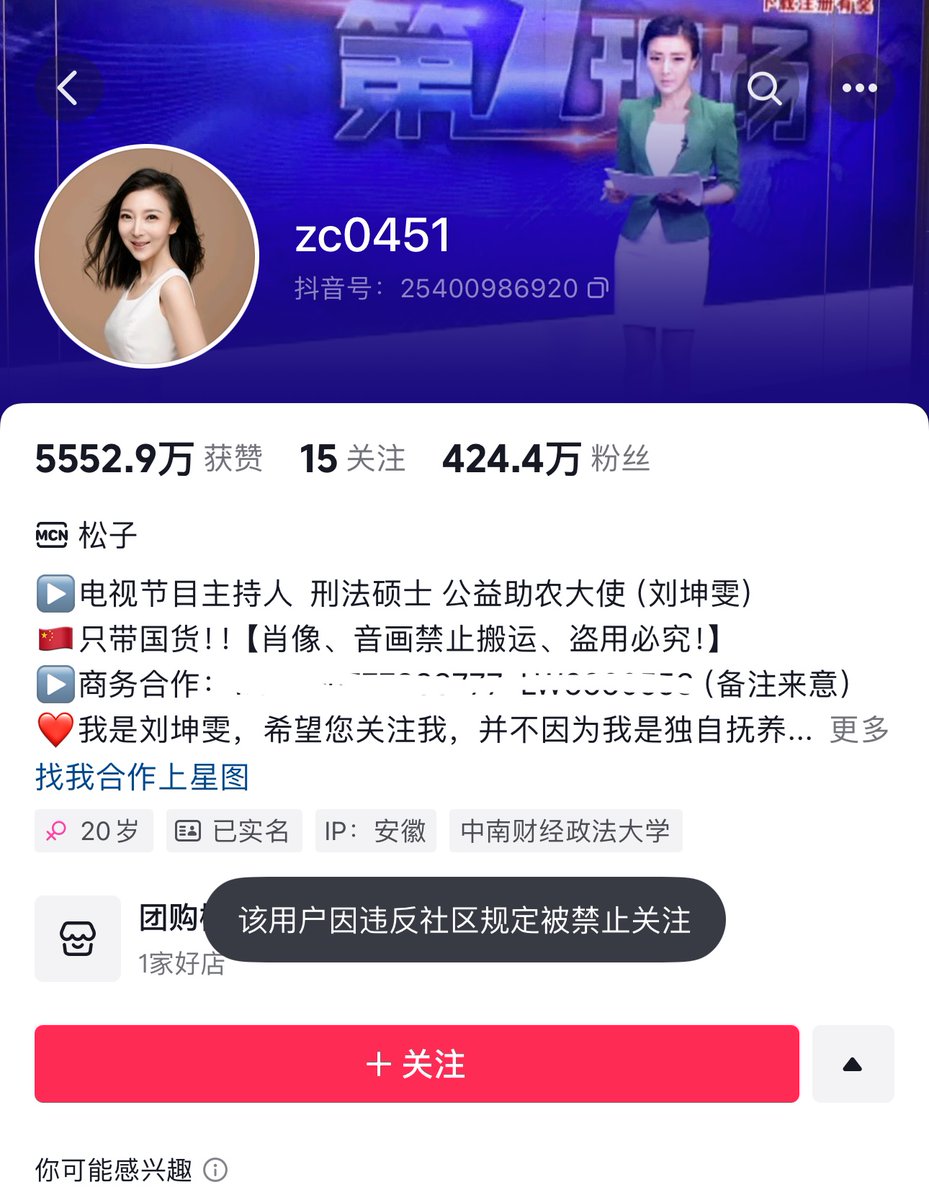 下载注册有奖
第1现场
zc0451
抖音号：25400986920
5552.9万 获赞 15 关注 424.4万 粉丝
MCN 松子
▶️电视节目主持人 刑法硕士 公益助农大使（刘坤雯）
🇨🇳只带国货！！【肖像、音画禁止搬运、盗用必究！】
▶️商务合作： （备注来意）
❤️我是刘坤雯，希望您关注我，并不因为我是独自抚养... 更多
找我合作上星图
20岁 已实名 IP：安徽 中南财经政法大学
团购
该用户因违反社区规定被禁止关注
1家好店
＋ 关注
你可能感兴趣